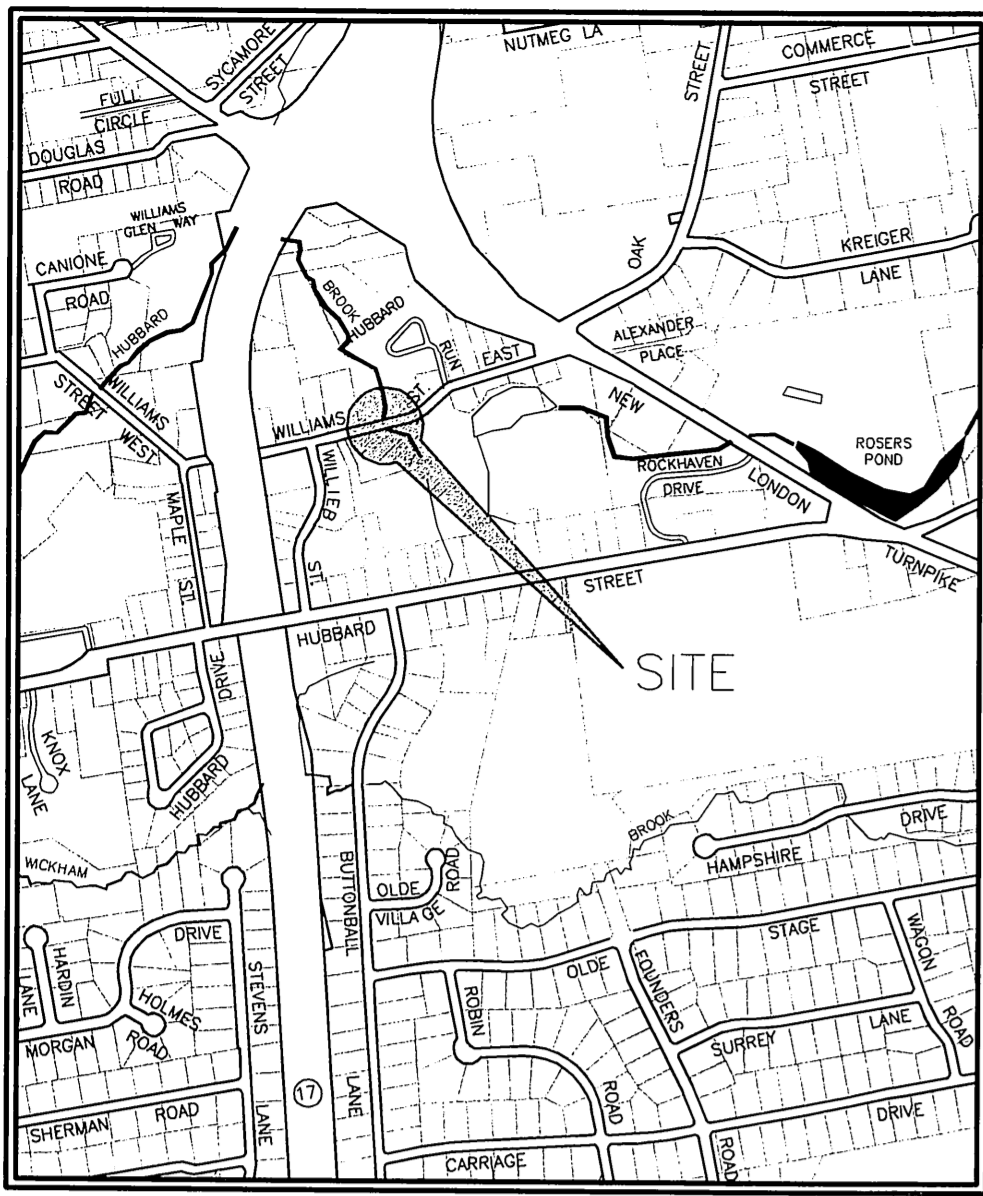 NUTMEG LA
SYCAMORE
STREET
COMMERCE
STREET
STREET
OAK
FULL
CIRCLE
DOUGLAS
ROAD
WILLIAMS
GLEN WAY
CANIONE
ROAD
HUBBARD
BROOK
HUBBARD
RUN
KREIGER
LANE
ALEXANDER
PLACE
EAST
ST.
WILLIAMS
WILLIAMS
STREET
WEST
NEW
LONDON
TURNPIKE
ROSERS
POND
ROCKHAVEN
DRIVE
MAPLE
ST.
WILLIEB
ST.
STREET
HUBBARD
SITE
DRIVE
HUBBARD
KNOX
LANE
WICKHAM
BROOK
HAMPSHIRE
DRIVE
OLDE
VILLAGE
ROAD
BUTTONBALL
LANE
HARDIN
LANE
DRIVE
HOLMES
ROAD
MORGAN
STEVENS
LANE
OLDE
STAGE
WAGON
ROAD
FOUNDERS
ROAD
ROBIN
ROAD
SURREY
LANE
SHERMAN
ROAD
17
CARRIAGE
DRIVE